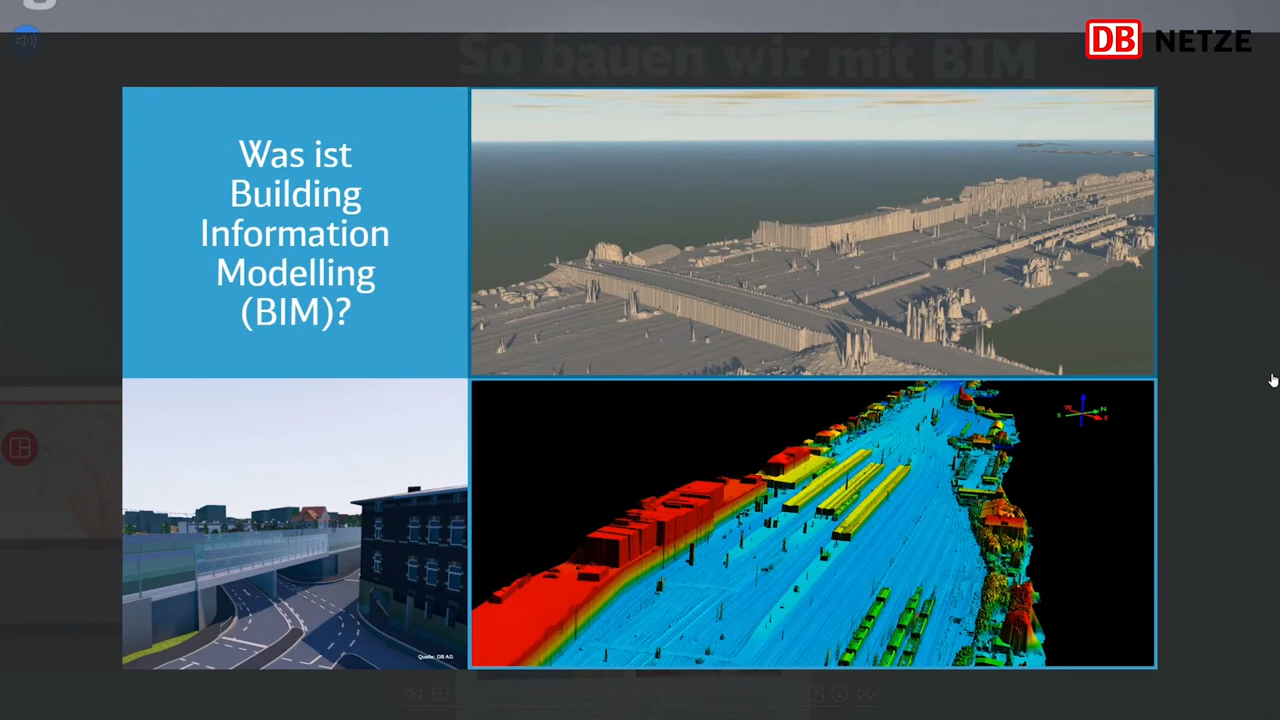 So bauen wir mit BIM
DB NETZE
Was ist
Building
Information
Modelling
(BIM)?
W N
S E
Quelle: DB AG